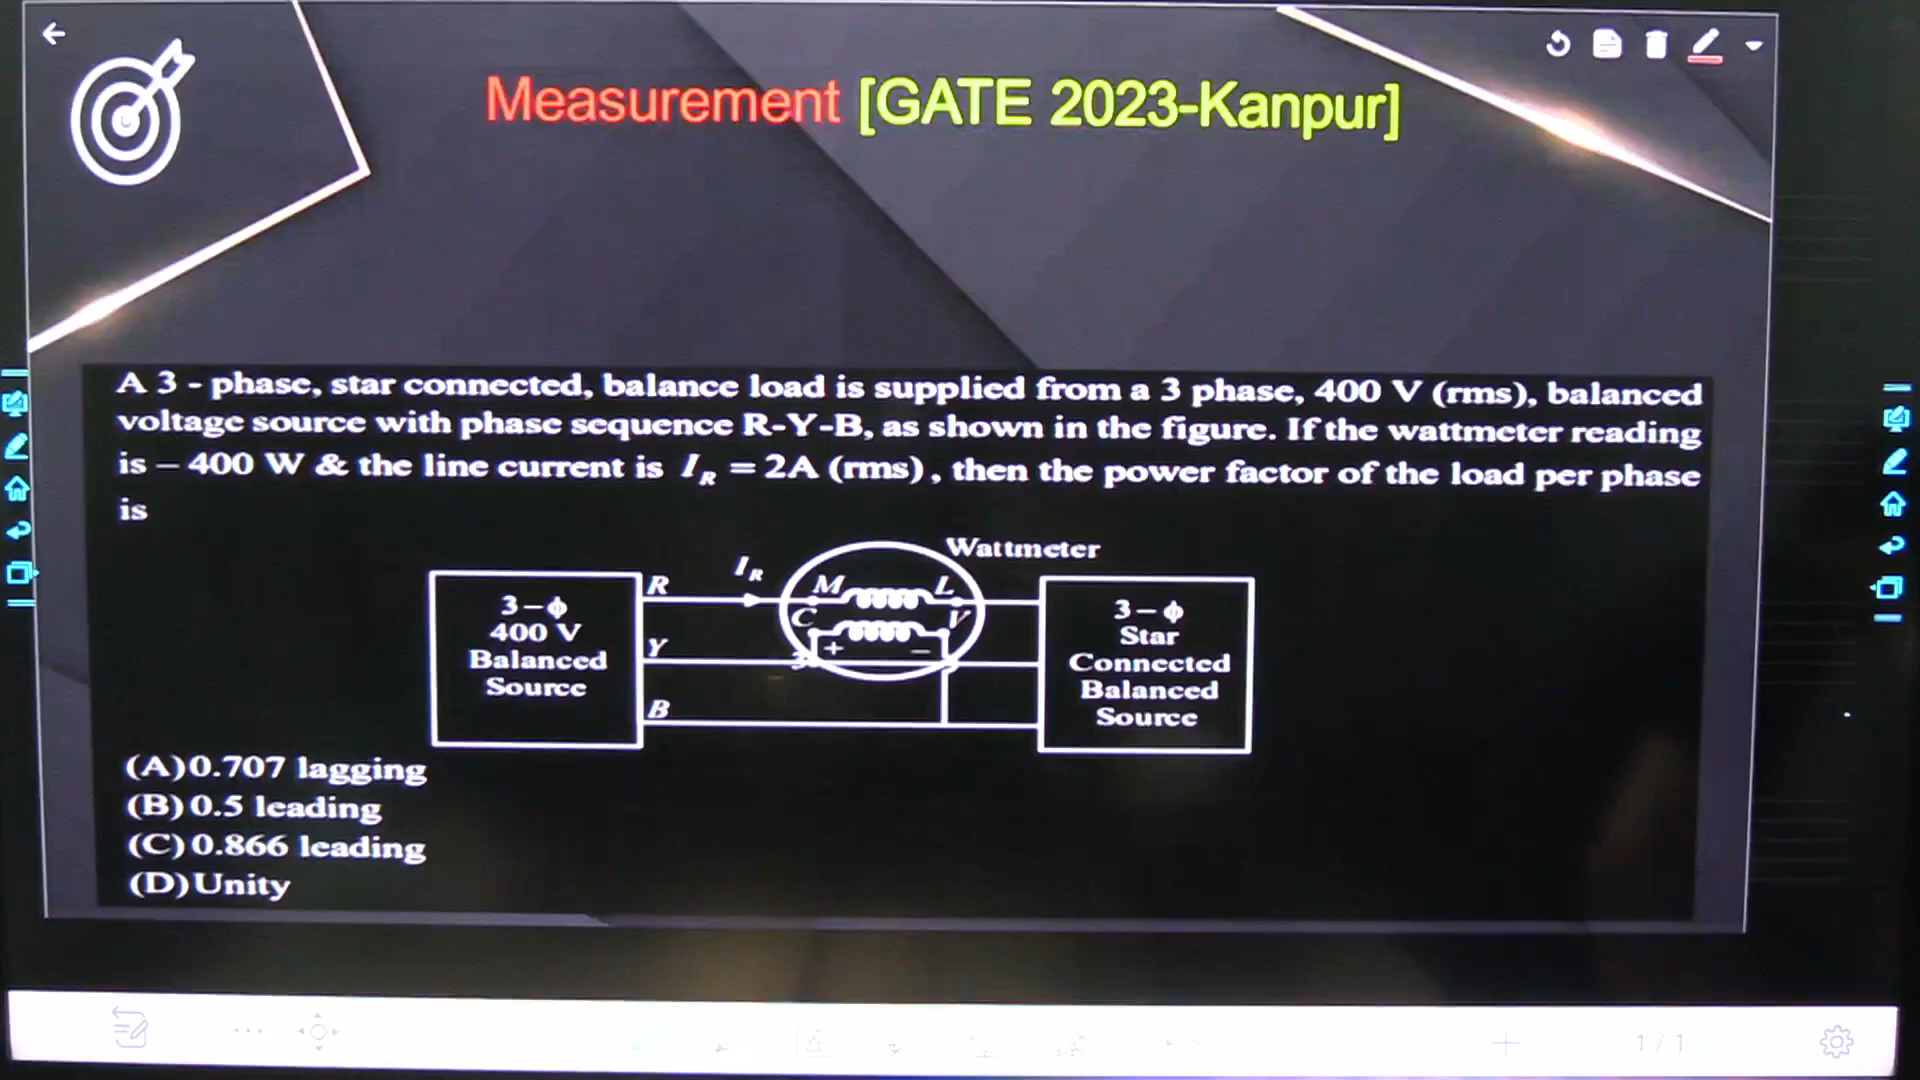 Measurement [GATE 2023-Kanpur]
A 3 - phase, star connected, balance load is supplied from a 3 phase, 400 V (rms), balanced
voltage source with phase sequence R-Y-B, as shown in the figure. If the wattmeter reading
is – 400 W & the line current is I_R = 2A (rms), then the power factor of the load per phase
is
Wattmeter
I_R
R
M
L
C
V
Y
+
–
B
3–ϕ
400 V
Balanced
Source
3–ϕ
Star
Connected
Balanced
Source
(A) 0.707 lagging
(B) 0.5 leading
(C) 0.866 leading
(D) Unity
1 / 1